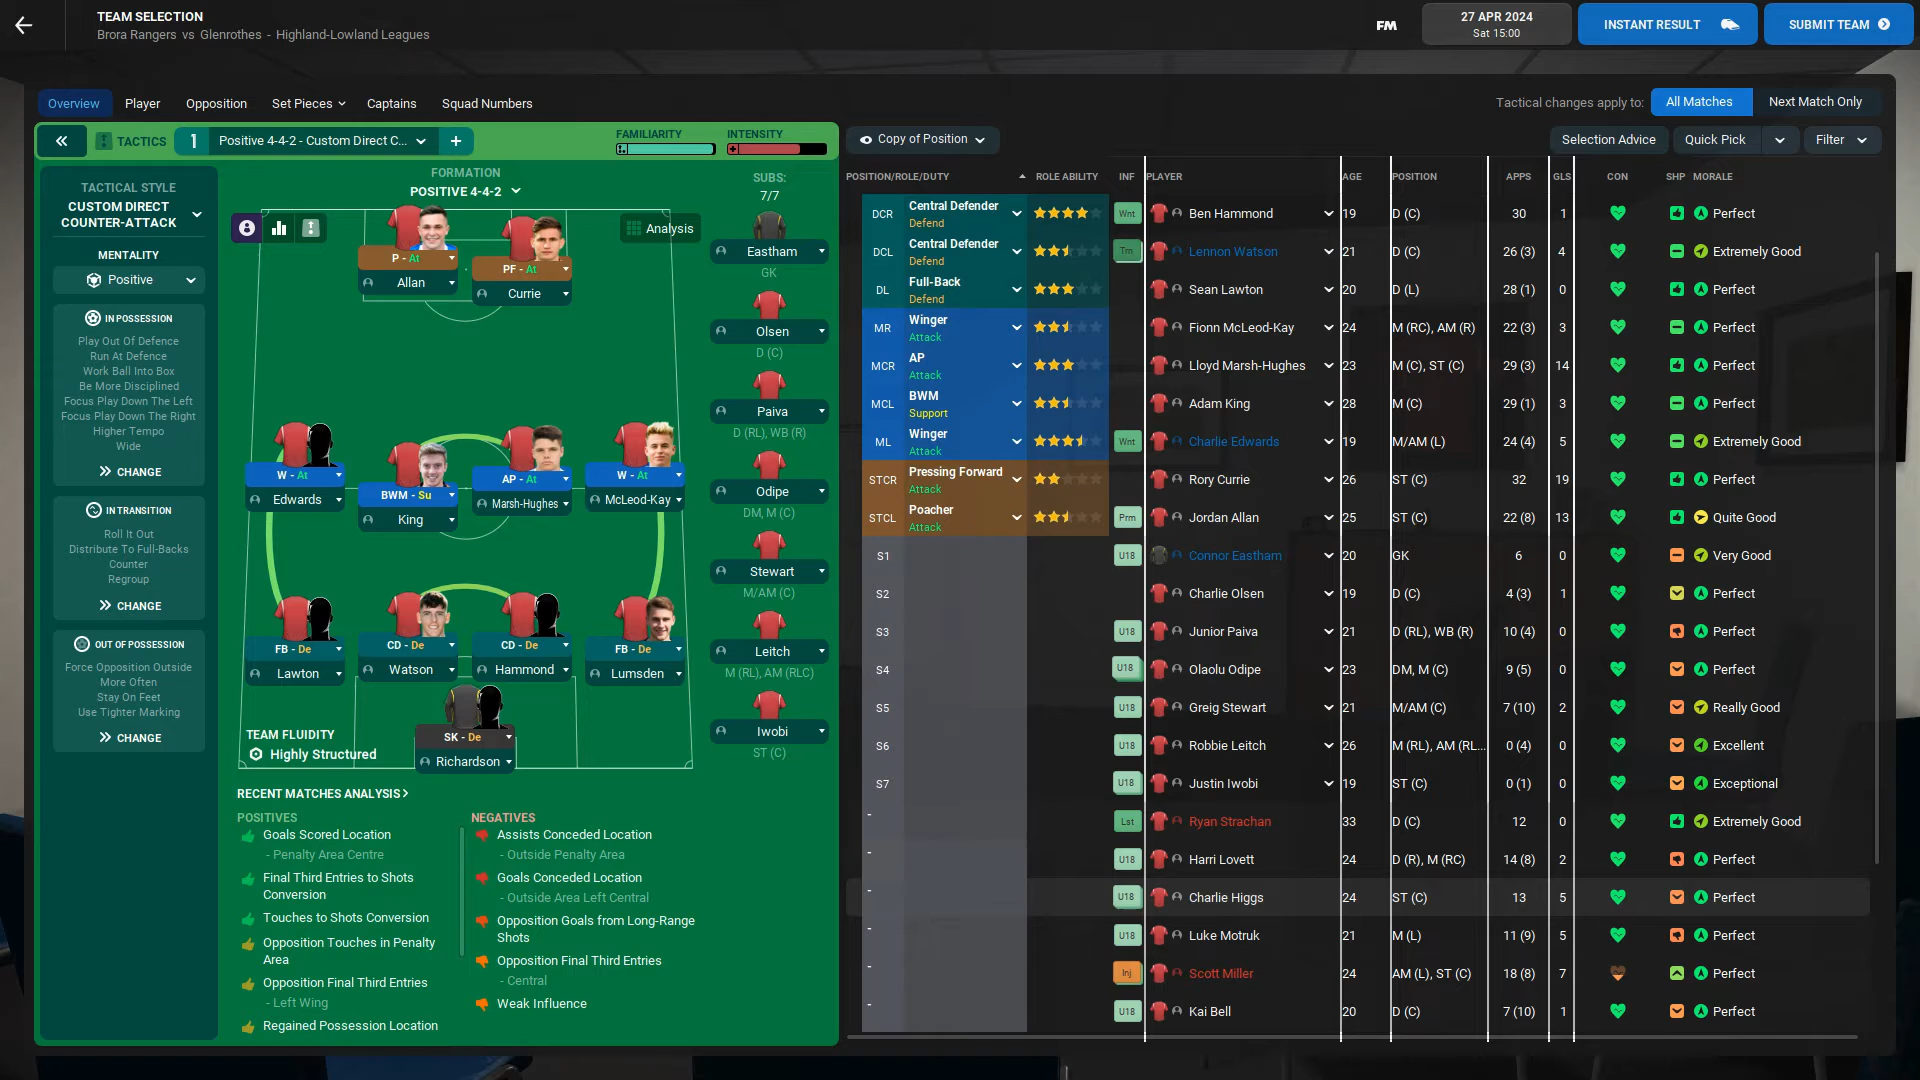 TEAM SELECTION
Brora Rangers vs Glenrothes - Highland-Lowland Leagues
FM
27 APR 2024
Sat 15:00
INSTANT RESULT
SUBMIT TEAM
Overview Player Opposition Set Pieces Captains Squad Numbers
Tactical changes apply to: All Matches Next Match Only
TACTICS 1 Positive 4-4-2 - Custom Direct C... +
FAMILIARITY
INTENSITY
Copy of Position
Selection Advice Quick Pick Filter
TACTICAL STYLE
CUSTOM DIRECT
COUNTER-ATTACK
MENTALITY
Positive
IN POSSESSION
Play Out Of Defence
Run At Defence
Work Ball Into Box
Be More Disciplined
Focus Play Down The Left
Focus Play Down The Right
Higher Tempo
Wide
CHANGE
IN TRANSITION
Roll It Out
Distribute To Full-Backs
Counter
Regroup
CHANGE
OUT OF POSSESSION
Force Opposition Outside
More Often
Stay On Feet
Use Tighter Marking
CHANGE
FORMATION
POSITIVE 4-4-2
Analysis
P - At
Allan
PF - At
Currie
W - At
Edwards
BWM - Su
King
AP - At
Marsh-Hughes
W - At
McLeod-Kay
FB - De
Lawton
CD - De
Watson
CD - De
Hammond
FB - De
Lumsden
SK - De
Richardson
TEAM FLUIDITY
Highly Structured
SUBS:
7/7
Eastham
GK
Olsen
D (C)
Paiva
D (RL), WB (R)
Odipe
DM, M (C)
Stewart
M/AM (C)
Leitch
M (RL), AM (RLC)
Iwobi
ST (C)
RECENT MATCHES ANALYSIS
POSITIVES
Goals Scored Location
- Penalty Area Centre
Final Third Entries to Shots
Conversion
Touches to Shots Conversion
Opposition Touches in Penalty
Area
Opposition Final Third Entries
- Left Wing
Regained Possession Location
NEGATIVES
Assists Conceded Location
- Outside Penalty Area
Goals Conceded Location
- Outside Area Left Central
Opposition Goals from Long-Range
Shots
Opposition Final Third Entries
- Central
Weak Influence
POSITION/ROLE/DUTY ROLE ABILITY INF PLAYER AGE POSITION APPS GLS CON SHP MORALE
DCR Central Defender Defend Wnt Ben Hammond 19 D (C) 30 1 Perfect
DCL Central Defender Defend Trn Lennon Watson 21 D (C) 26 (3) 4 Extremely Good
DL Full-Back Defend Sean Lawton 20 D (L) 28 (1) 0 Perfect
MR Winger Attack Fionn McLeod-Kay 24 M (RC), AM (R) 22 (3) 3 Perfect
MCR AP Attack Lloyd Marsh-Hughes 23 M (C), ST (C) 29 (3) 14 Perfect
MCL BWM Support Adam King 28 M (C) 29 (1) 3 Perfect
ML Winger Attack Wnt Charlie Edwards 19 M/AM (L) 24 (4) 5 Extremely Good
STCR Pressing Forward Attack Rory Currie 26 ST (C) 32 19 Perfect
STCL Poacher Attack Prm Jordan Allan 25 ST (C) 22 (8) 13 Quite Good
S1 U18 Connor Eastham 20 GK 6 0 Very Good
S2 Charlie Olsen 19 D (C) 4 (3) 1 Perfect
S3 U18 Junior Paiva 21 D (RL), WB (R) 10 (4) 0 Perfect
S4 U18 Olaolu Odipe 23 DM, M (C) 9 (5) 0 Perfect
S5 U18 Greig Stewart 21 M/AM (C) 7 (10) 2 Really Good
S6 U18 Robbie Leitch 26 M (RL), AM (RL... 0 (4) 0 Excellent
S7 U18 Justin Iwobi 19 ST (C) 0 (1) 0 Exceptional
- Lst Ryan Strachan 33 D (C) 12 0 Extremely Good
- U18 Harri Lovett 24 D (R), M (RC) 14 (8) 2 Perfect
- U18 Charlie Higgs 24 ST (C) 13 5 Perfect
- U18 Luke Motruk 21 M (L) 11 (9) 5 Perfect
- Inj Scott Miller 24 AM (L), ST (C) 18 (8) 7 Perfect
- U18 Kai Bell 20 D (C) 7 (10) 1 Perfect